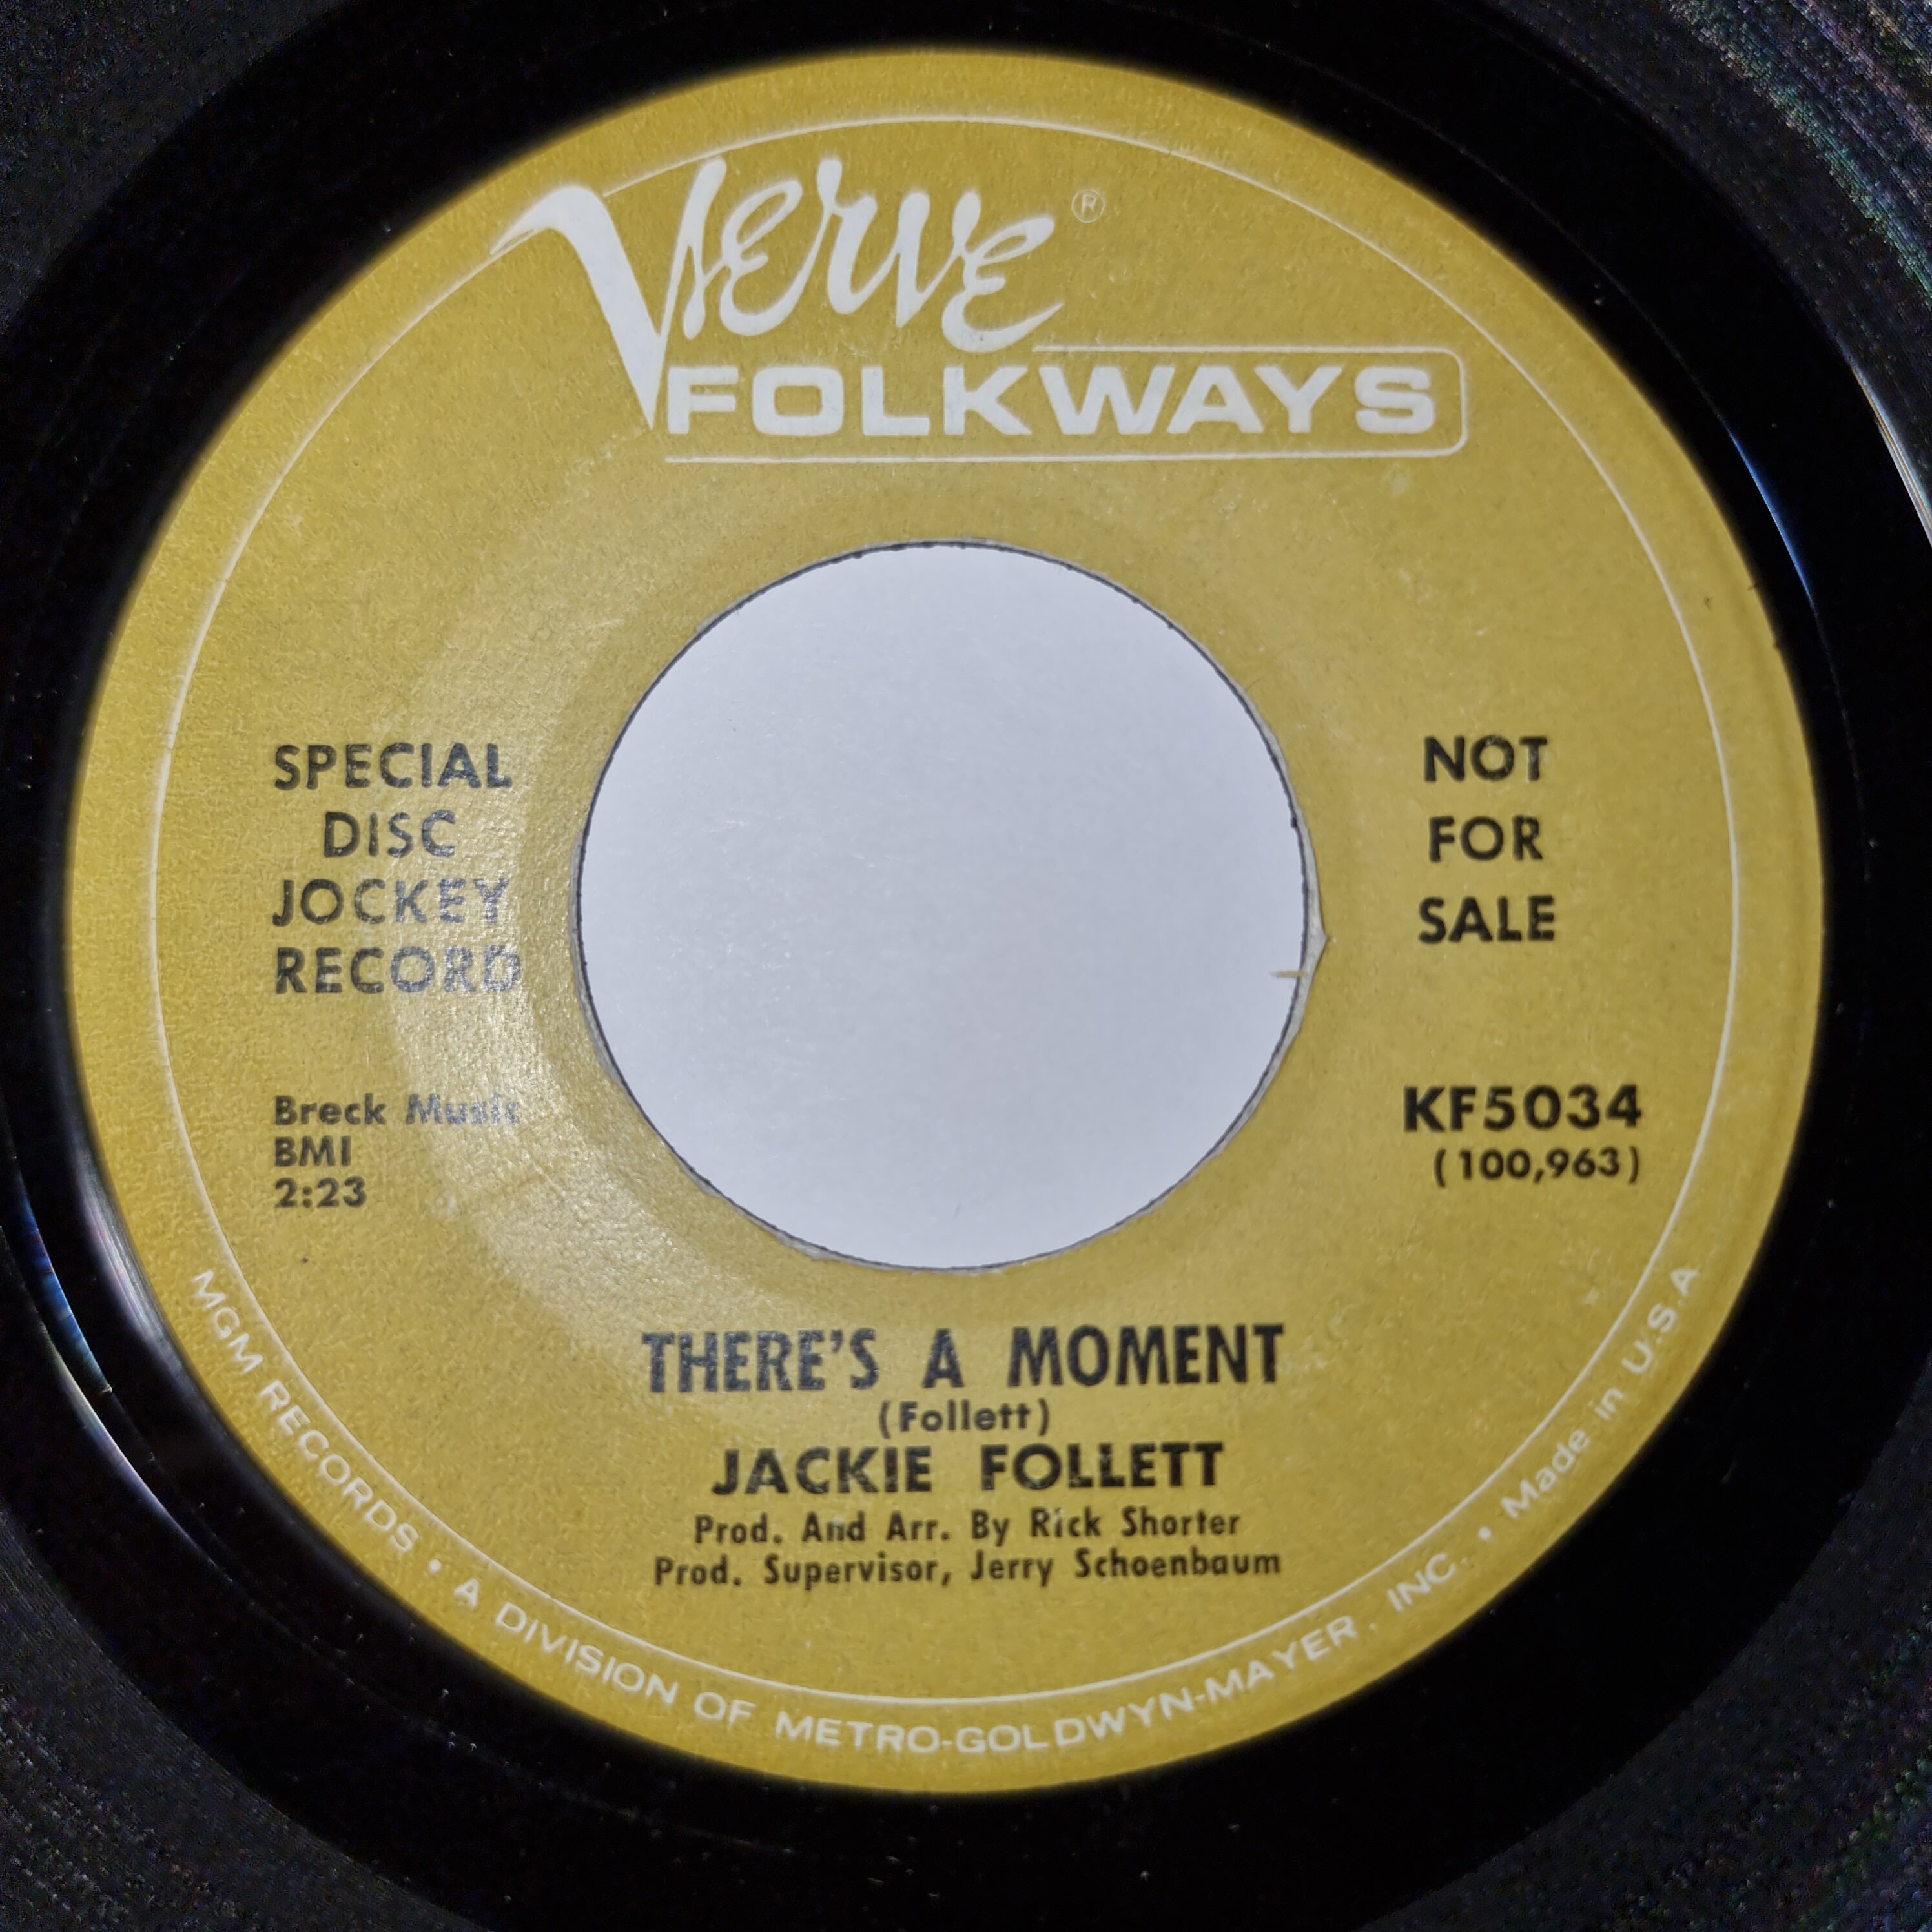 Verve ®
FOLKWAYS
SPECIAL
DISC
JOCKEY
RECORD
NOT
FOR
SALE
Breck Music
BMI
2:23
KF5034
(100,963)
THERE'S A MOMENT
(Follett)
JACKIE FOLLETT
Prod. And Arr. By Rick Shorter
Prod. Supervisor, Jerry Schoenbaum
MGM RECORDS • A DIVISION OF METRO-GOLDWYN-MAYER, INC. • Made in U.S.A